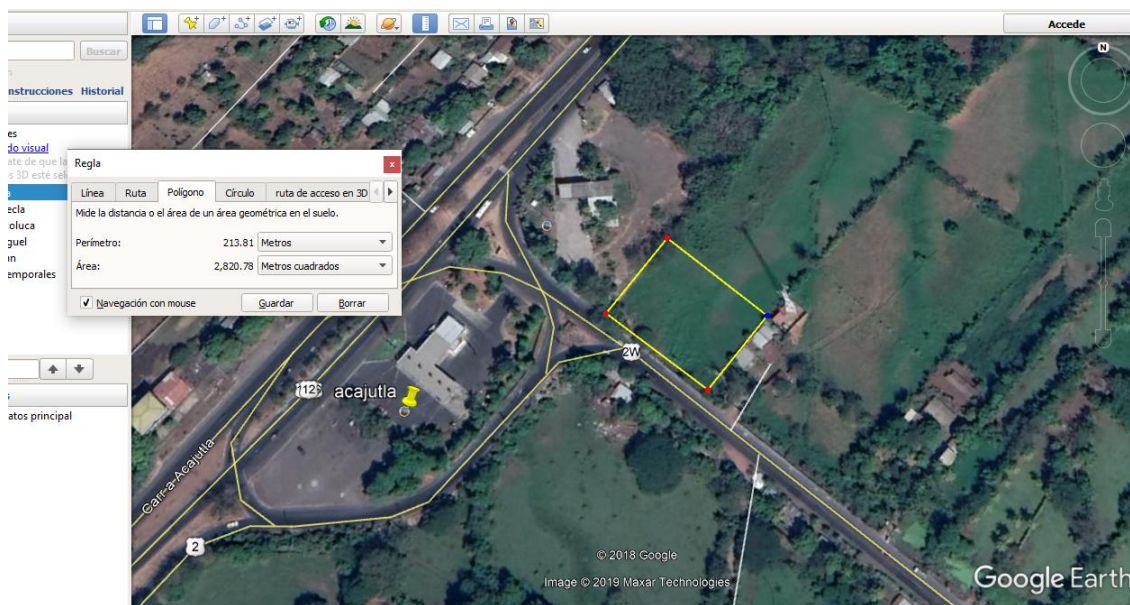 Accede
Buscar
nstrucciones Historial
es
do visual
ate de que la
os 3D esté sel
a
ecla
oluca
guel
an
emporales
s
atos principal
Regla
x
Línea Ruta Polígono Círculo ruta de acceso en 3D
Mide la distancia o el área de un área geométrica en el suelo.
Perímetro: 213.81 Metros
Área: 2,820.78 Metros cuadrados
Navegación con mouse Guardar Borrar
N
2W
112S
acajutla
Carr-a-Acajutla
2
© 2018 Google
Image © 2019 Maxar Technologies
Google Earth